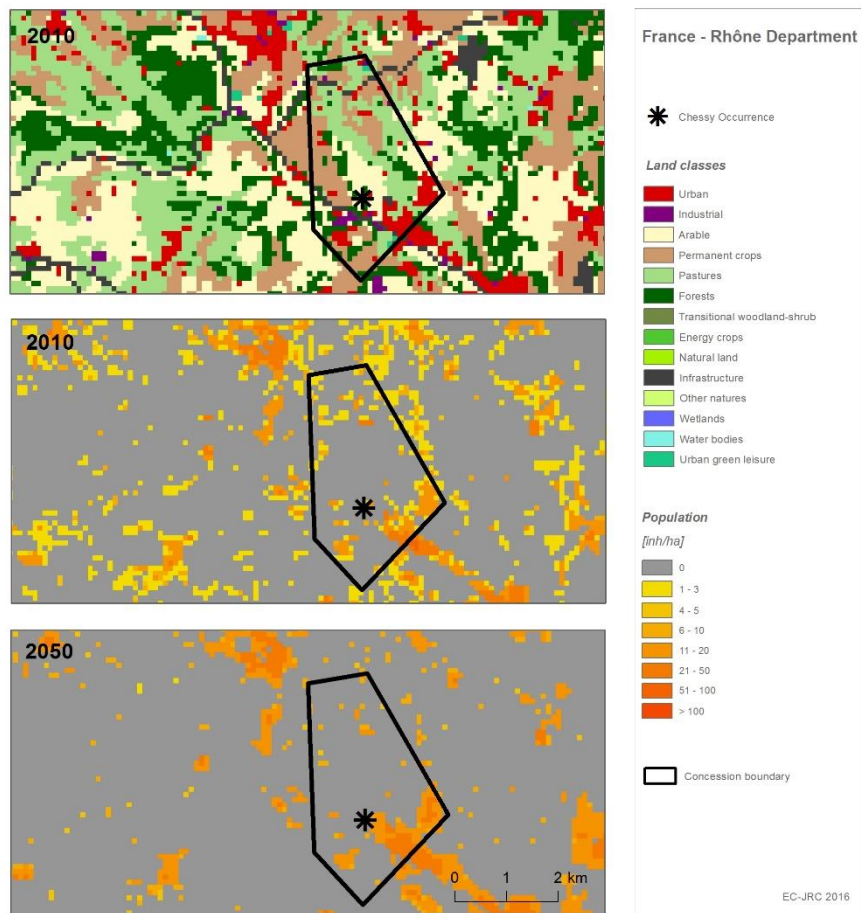 2010
2010
2050
0 1 2 km
France - Rhône Department
Chessy Occurrence
Land classes
Urban
Industrial
Arable
Permanent crops
Pastures
Forests
Transitional woodland-shrub
Energy crops
Natural land
Infrastructure
Other natures
Wetlands
Water bodies
Urban green leisure
Population
[inh/ha]
0
1 - 3
4 - 5
6 - 10
11 - 20
21 - 50
51 - 100
> 100
Concession boundary
EC-JRC 2016